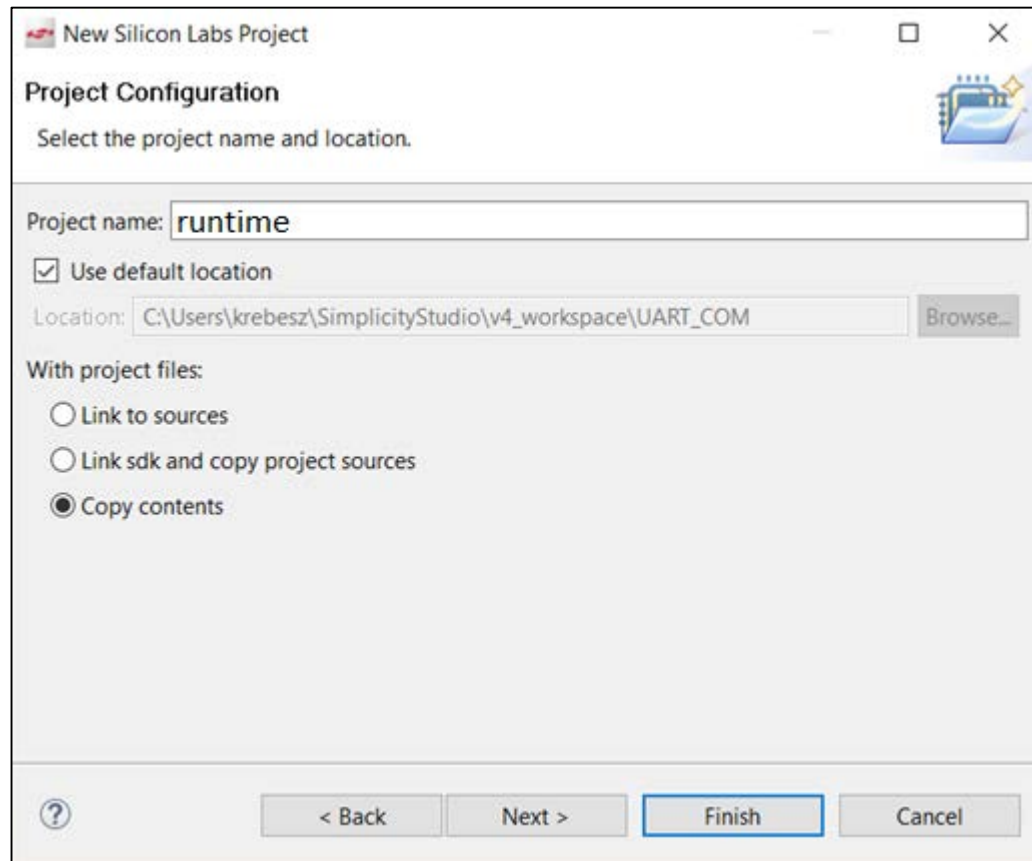 New Silicon Labs Project
Project Configuration
Select the project name and location.
Project name: runtime
Use default location
Location: C:\Users\krebesz\SimplicityStudio\v4_workspace\UART_COM Browse...
With project files:
Link to sources
Link sdk and copy project sources
Copy contents
? < Back Next > Finish Cancel